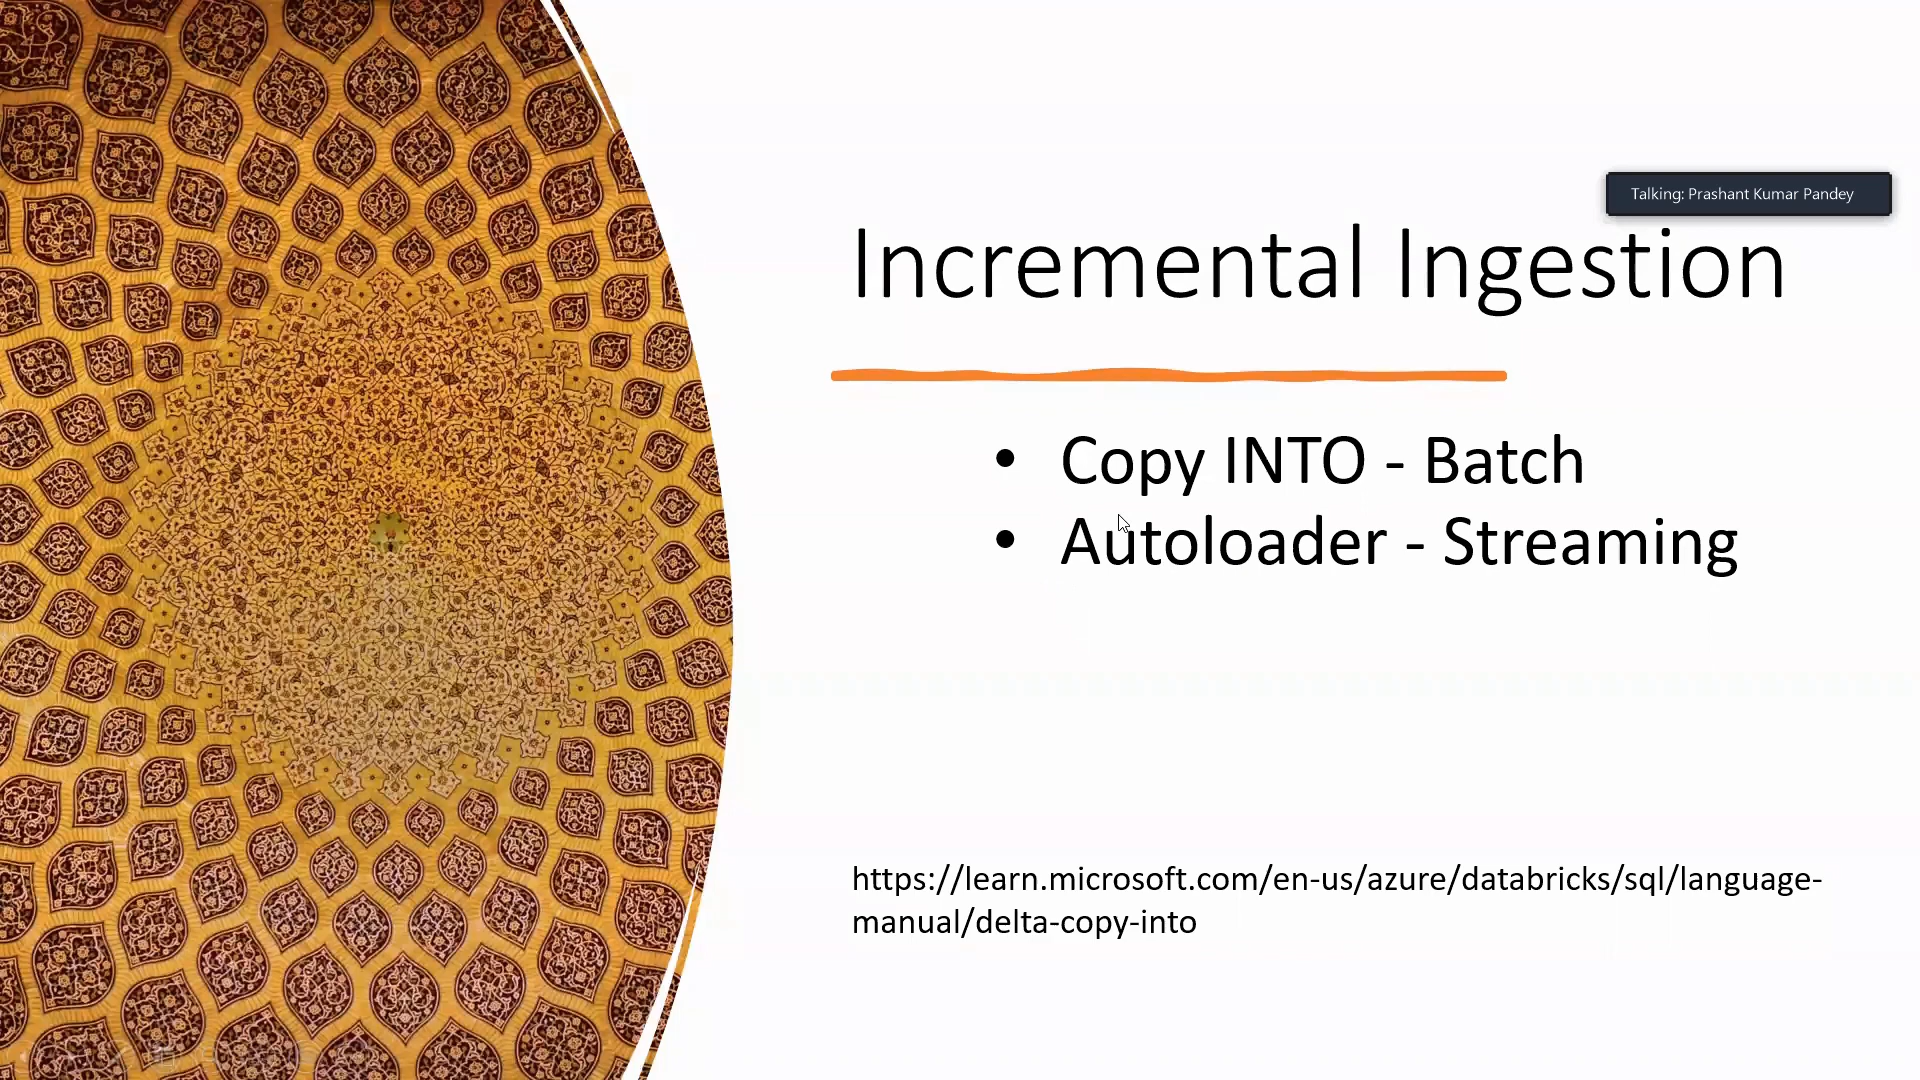 Talking: Prashant Kumar Pandey
Incremental Ingestion
• Copy INTO - Batch
• Autoloader - Streaming
https://learn.microsoft.com/en-us/azure/databricks/sql/language-
manual/delta-copy-into